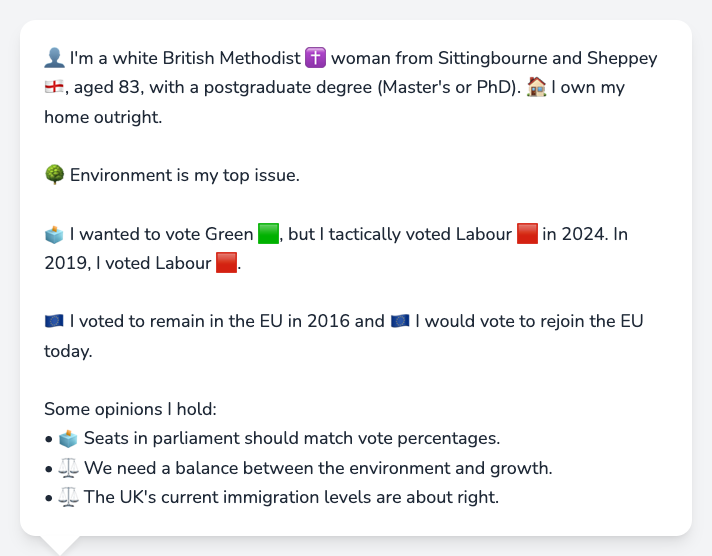 👤 I'm a white British Methodist ✝️ woman from Sittingbourne and Sheppey
🏴󠁧󠁢󠁥󠁮󠁧󠁿, aged 83, with a postgraduate degree (Master's or PhD). 🏠 I own my
home outright.
🌳 Environment is my top issue.
🗳️ I wanted to vote Green 🟩, but I tactically voted Labour 🟥 in 2024. In
2019, I voted Labour 🟥.
🇪🇺 I voted to remain in the EU in 2016 and 🇪🇺 I would vote to rejoin the EU
today.
Some opinions I hold:
• 🗳️ Seats in parliament should match vote percentages.
• ⚖️ We need a balance between the environment and growth.
• ⚖️ The UK's current immigration levels are about right.